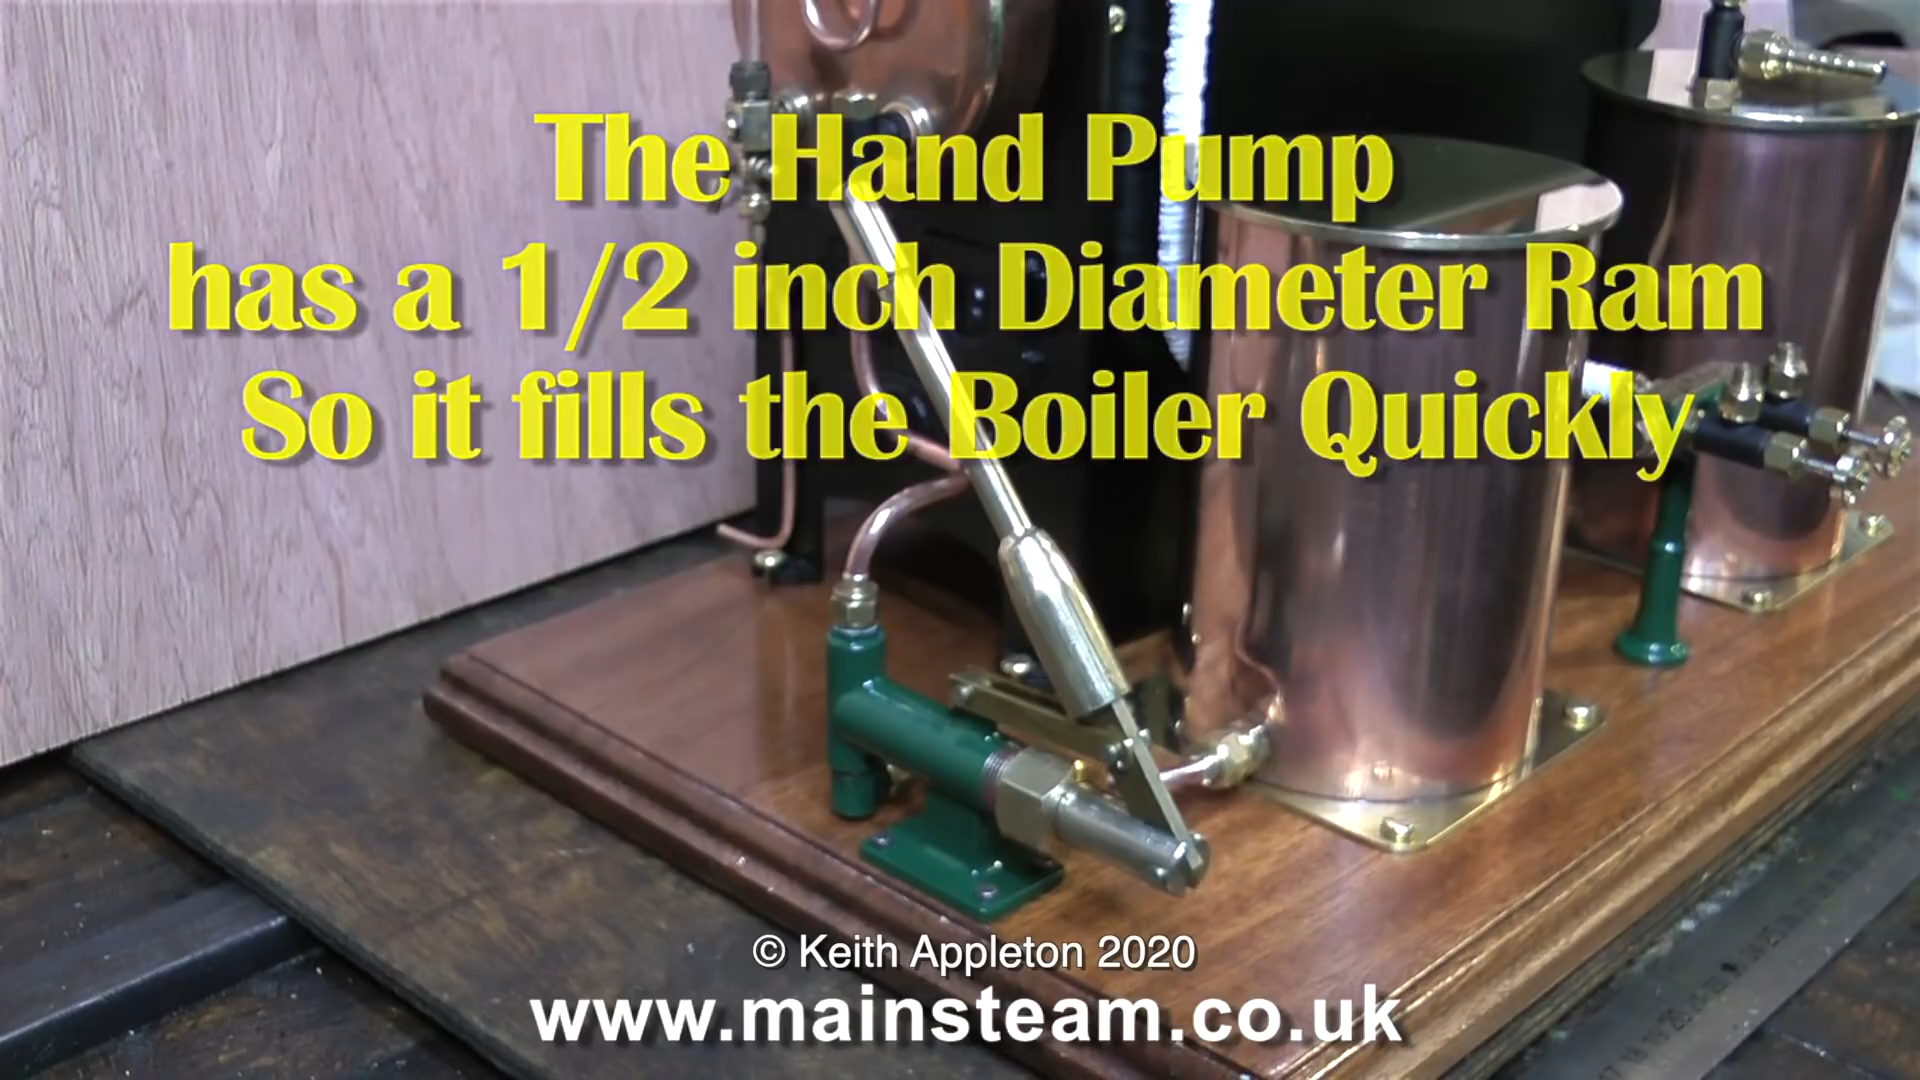 The Hand Pump
has a 1/2 inch Diameter Ram
So it fills the Boiler Quickly
© Keith Appleton 2020
www.mainsteam.co.uk